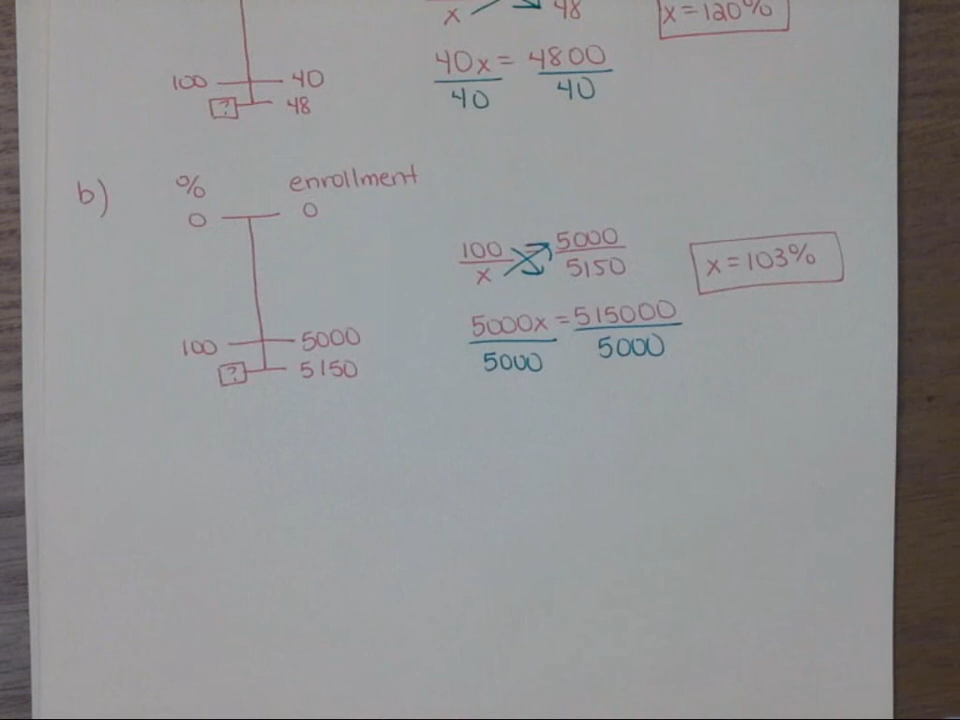 x 48
x=120%
40x = 4800
40 40
100 40
? 48
b)
% enrollment
0 0
100 = 5000
x 5150
x=103%
5000x = 515000
5000 5000
100 5000
? 5150